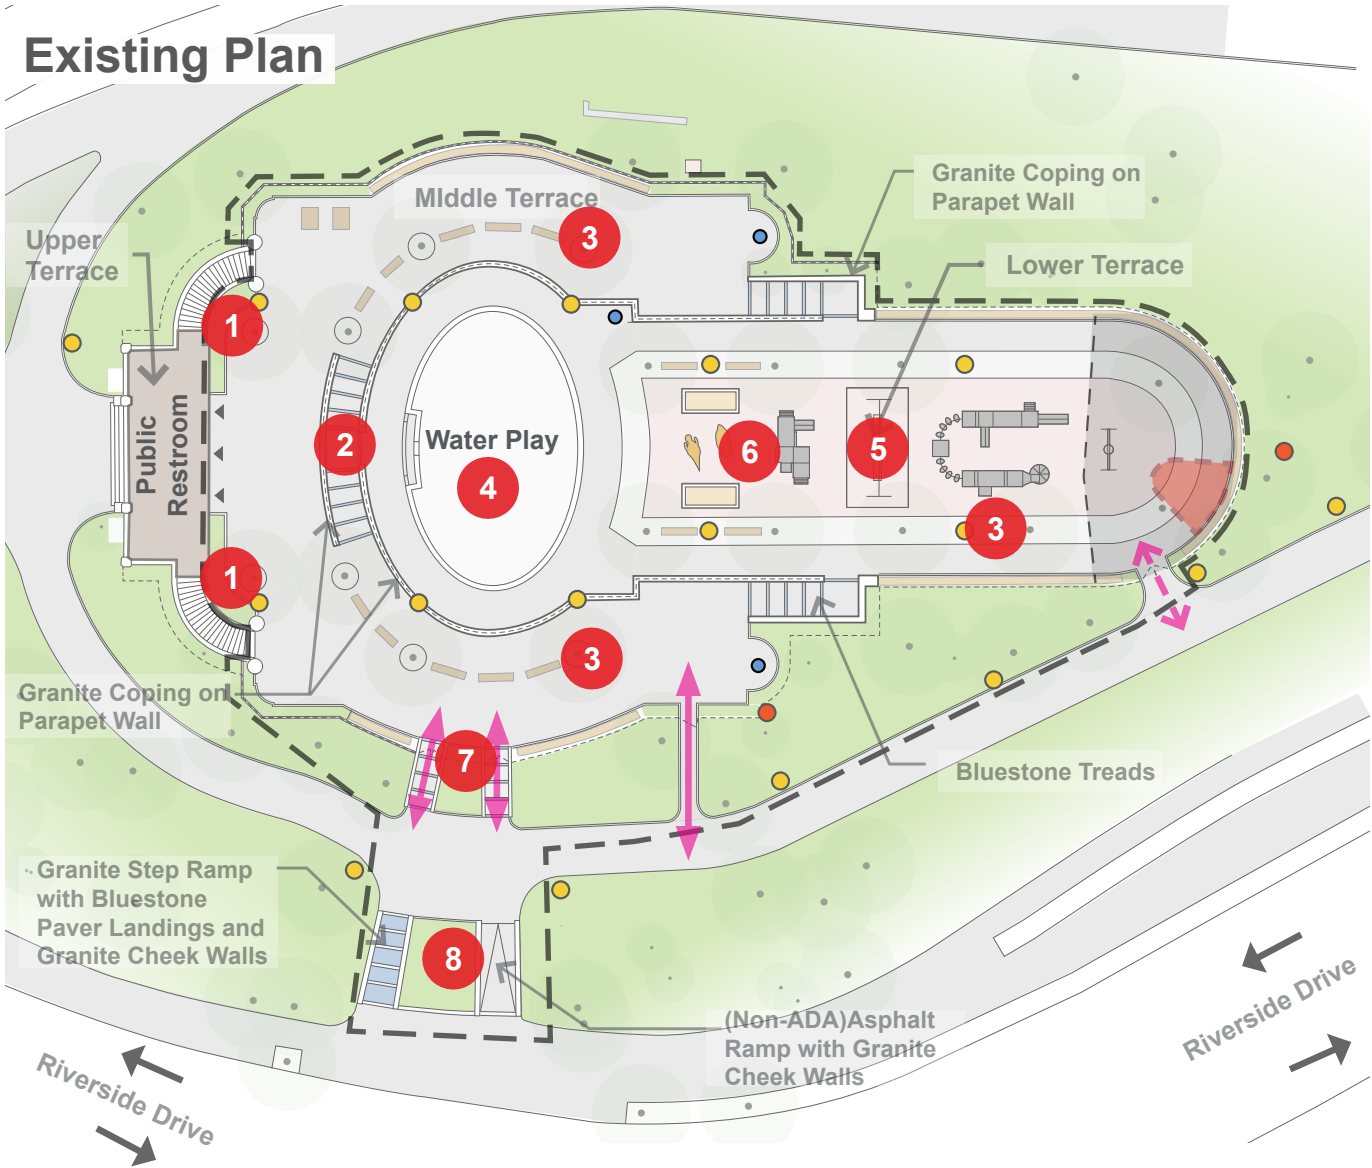 Existing Plan
MIddle Terrace
Granite Coping on
Parapet Wall
3
Upper
Terrace
Lower Terrace
1
Public
Restroom
2
Water Play
4
6
5
3
1
3
Granite Coping on
Parapet Wall
7
Bluestone Treads
Granite Step Ramp
with Bluestone
Paver Landings and
Granite Cheek Walls
8
(Non-ADA)Asphalt
Ramp with Granite
Cheek Walls
Riverside Drive
Riverside Drive